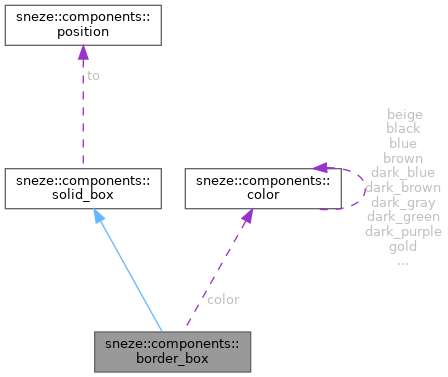 sneze::components::
position
to
sneze::components::
solid_box
sneze::components::
color
beige
black
blue
brown
dark_blue
dark_brown
dark_gray
dark_green
dark_purple
gold
...
color
sneze::components::
border_box